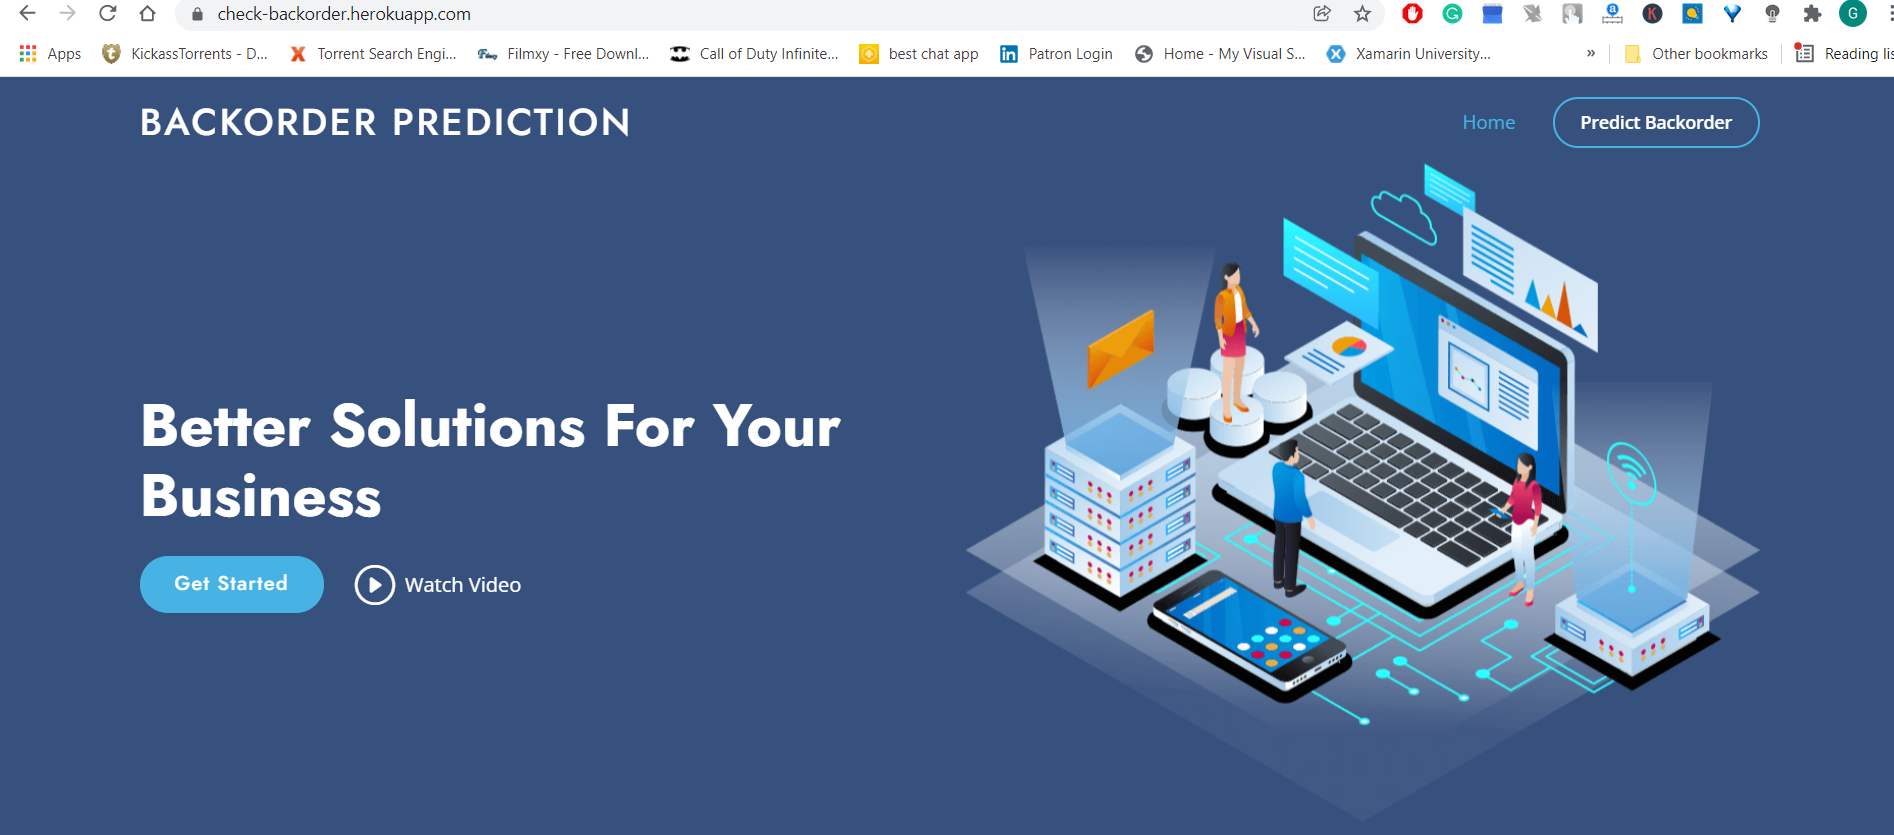 check-backorder.herokuapp.com
G
Apps KickassTorrents - D... Torrent Search Engi... Filmxy - Free Downl... Call of Duty Infinite... best chat app Patron Login Home - My Visual S... Xamarin University... » Other bookmarks Reading lis
BACKORDER PREDICTION Home Predict Backorder
Better Solutions For Your
Business
Get Started Watch Video